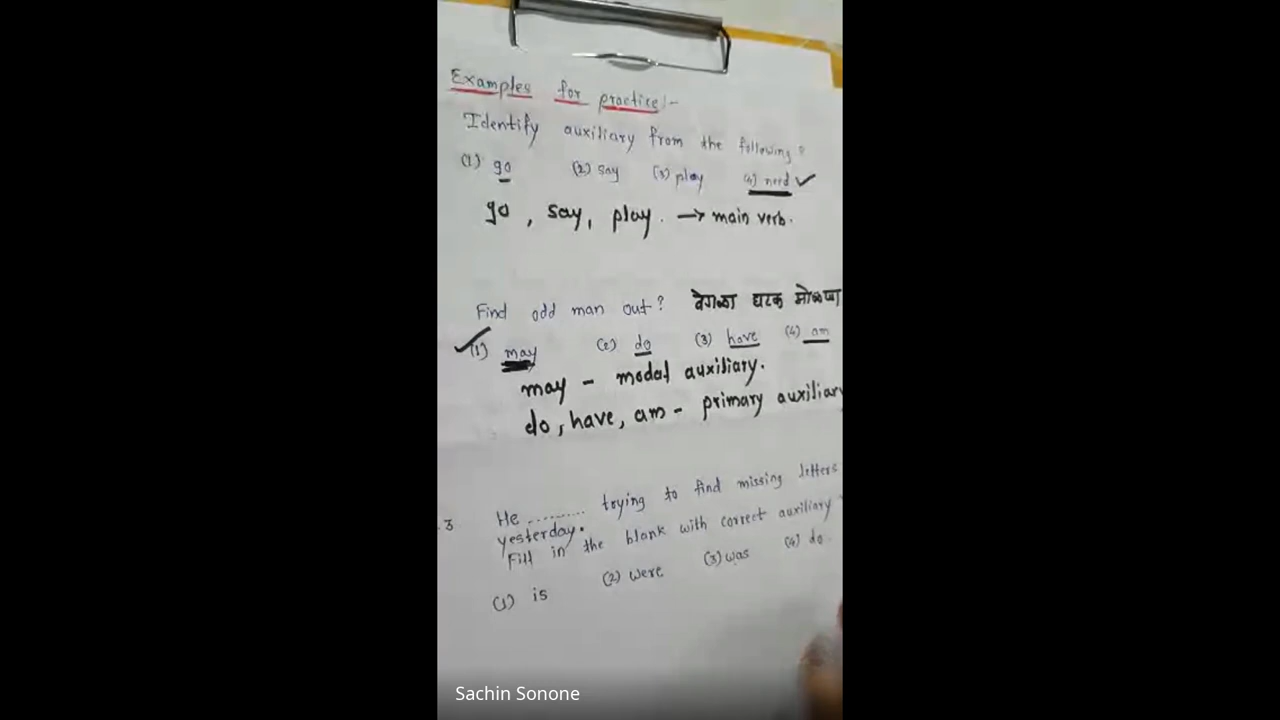 Examples for practice:-
Identify auxiliary from the following?
(1) go (2) say (3) play (4) need ✓
go, say, play. → main verb.
Find odd man out? वेगळा घटक ओळखा
✓ (1) may (2) do (3) have (4) am
may - modal auxiliary.
do, have, am - primary auxiliary
.3 He ......... trying to find missing letters
yesterday.
Fill in the blank with correct auxiliary
(1) is (2) were (3) was (4) do.
Sachin Sonone